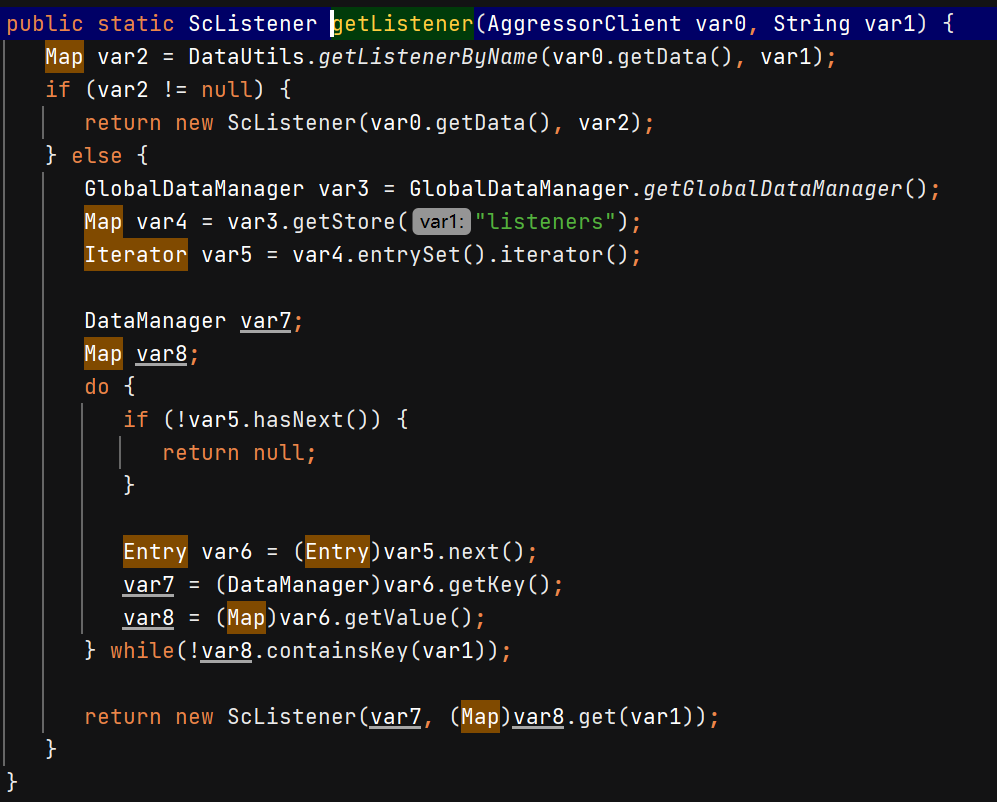 public static ScListener getListener(AggressorClient var0, String var1) {
Map var2 = DataUtils.getListenerByName(var0.getData(), var1);
if (var2 != null) {
return new ScListener(var0.getData(), var2);
} else {
GlobalDataManager var3 = GlobalDataManager.getGlobalDataManager();
Map var4 = var3.getStore( var1: "listeners");
Iterator var5 = var4.entrySet().iterator();
DataManager var7;
Map var8;
do {
if (!var5.hasNext()) {
return null;
}
Entry var6 = (Entry)var5.next();
var7 = (DataManager)var6.getKey();
var8 = (Map)var6.getValue();
} while(!var8.containsKey(var1));
return new ScListener(var7, (Map)var8.get(var1));
}
}